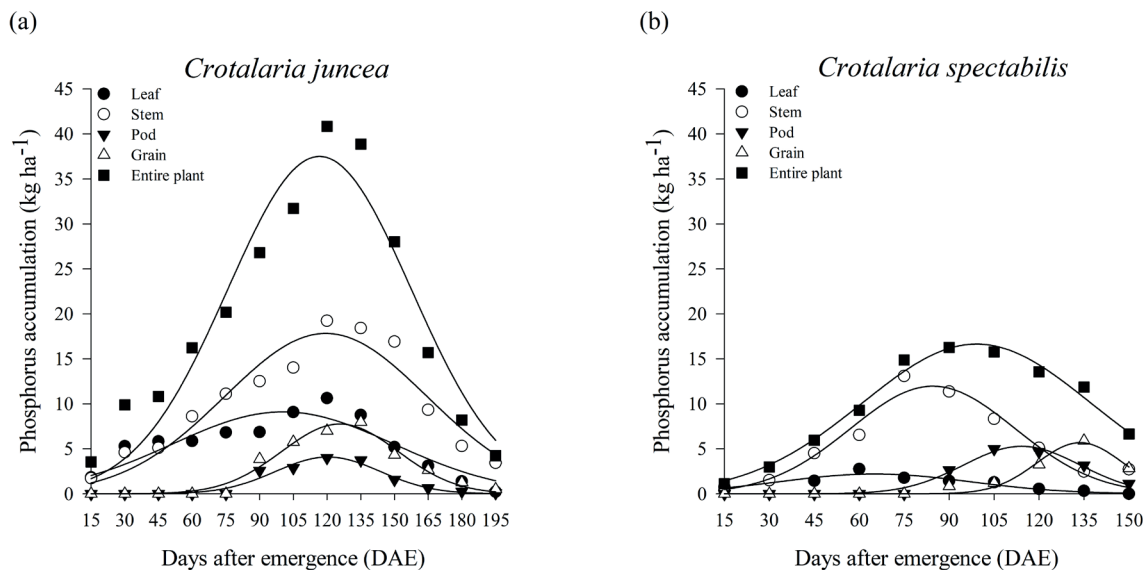 (a)
Crotalaria juncea
Leaf
Stem
Pod
Grain
Entire plant
45
40
35
30
25
20
15
10
5
0
Phosphorus accumulation (kg ha⁻¹)
15 30 45 60 75 90 105 120 135 150 165 180 195
Days after emergence (DAE)
(b)
Crotalaria spectabilis
Leaf
Stem
Pod
Grain
Entire plant
45
40
35
30
25
20
15
10
5
0
Phosphorus accumulation (kg ha⁻¹)
15 30 45 60 75 90 105 120 135 150
Days after emergence (DAE)